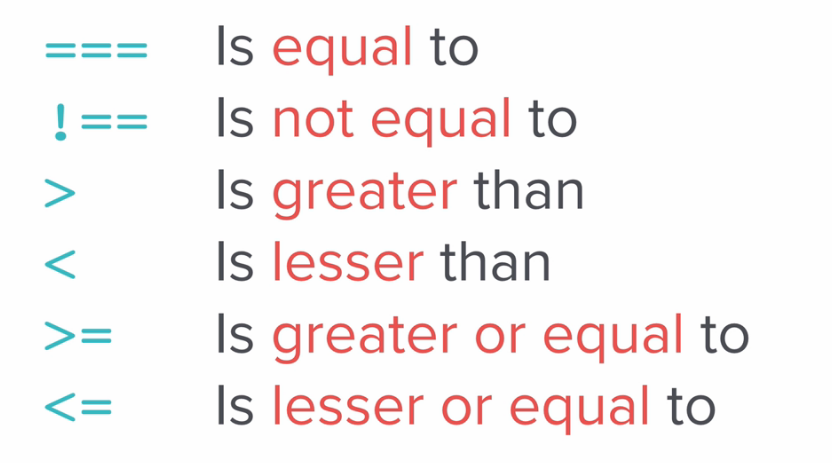 === Is equal to
!== Is not equal to
> Is greater than
< Is lesser than
>= Is greater or equal to
<= Is lesser or equal to